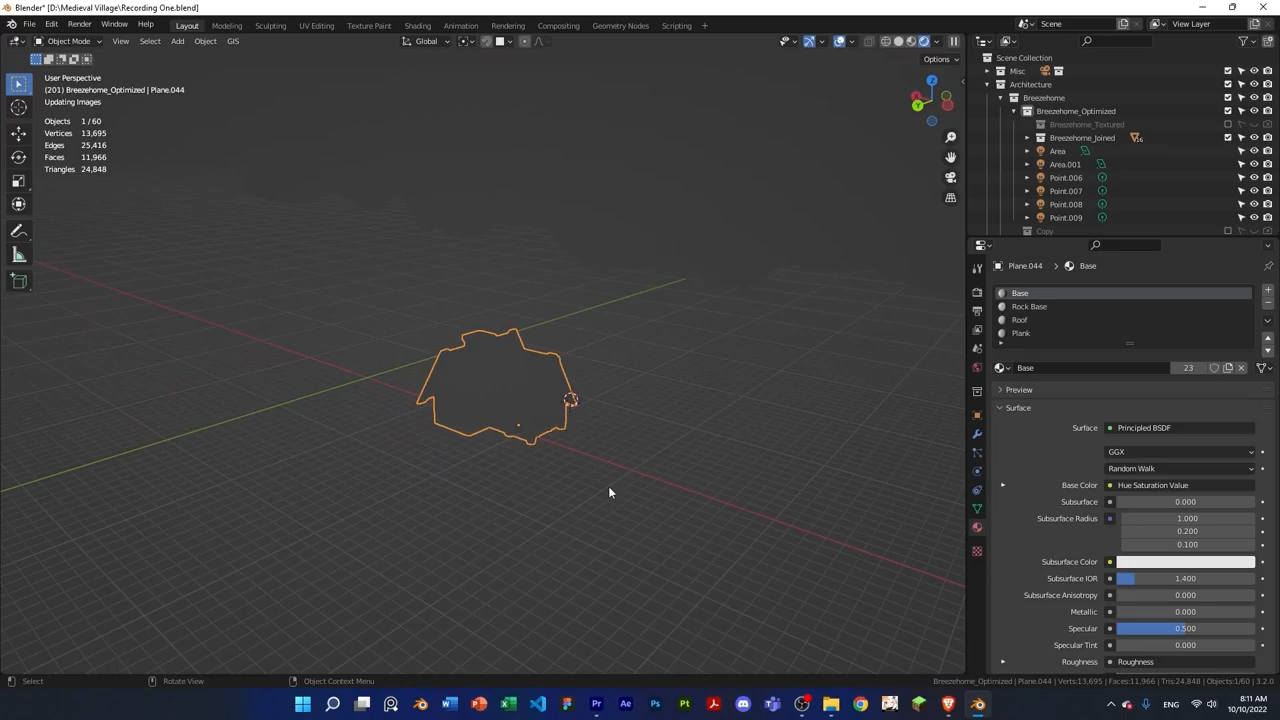 Blender* [D:\Medieval Village\Recording One.blend]
File Edit Render Window Help Layout Modeling Sculpting UV Editing Texture Paint Shading Animation Rendering Compositing Geometry Nodes Scripting + Scene View Layer
Object Mode View Select Add Object GIS Global
Options
User Perspective
(201) Breezehome_Optimized | Plane.044
Updating Images
Objects 1/60
Vertices 13,695
Edges 25,416
Faces 11,966
Triangles 24,848
Z
Y
Scene Collection
Misc
Architecture
Breezehome
Breezehome_Optimized
Breezehome_Textured
Breezehome_Joined 16
Area
Area.001
Point.006
Point.007
Point.008
Point.009
Copy
Plane.044 > Base
Base
Rock Base
Roof
Plank
Base 23
Preview
Surface
Surface Principled BSDF
GGX
Random Walk
Base Color Hue Saturation Value
Subsurface 0.000
Subsurface Radius 1.000
0.200
0.100
Subsurface Color
Subsurface IOR 1.400
Subsurface Anisotropy 0.000
Metallic 0.000
Specular 0.500
Specular Tint 0.000
Roughness Roughness
Select Rotate View Object Context Menu Breezehome_Optimized | Plane.044 | Verts:13,695 | Faces:11,966 | Tris:24,848 | Objects:1/60 | 3.2.0
ENG 8:11 AM
10/10/2022